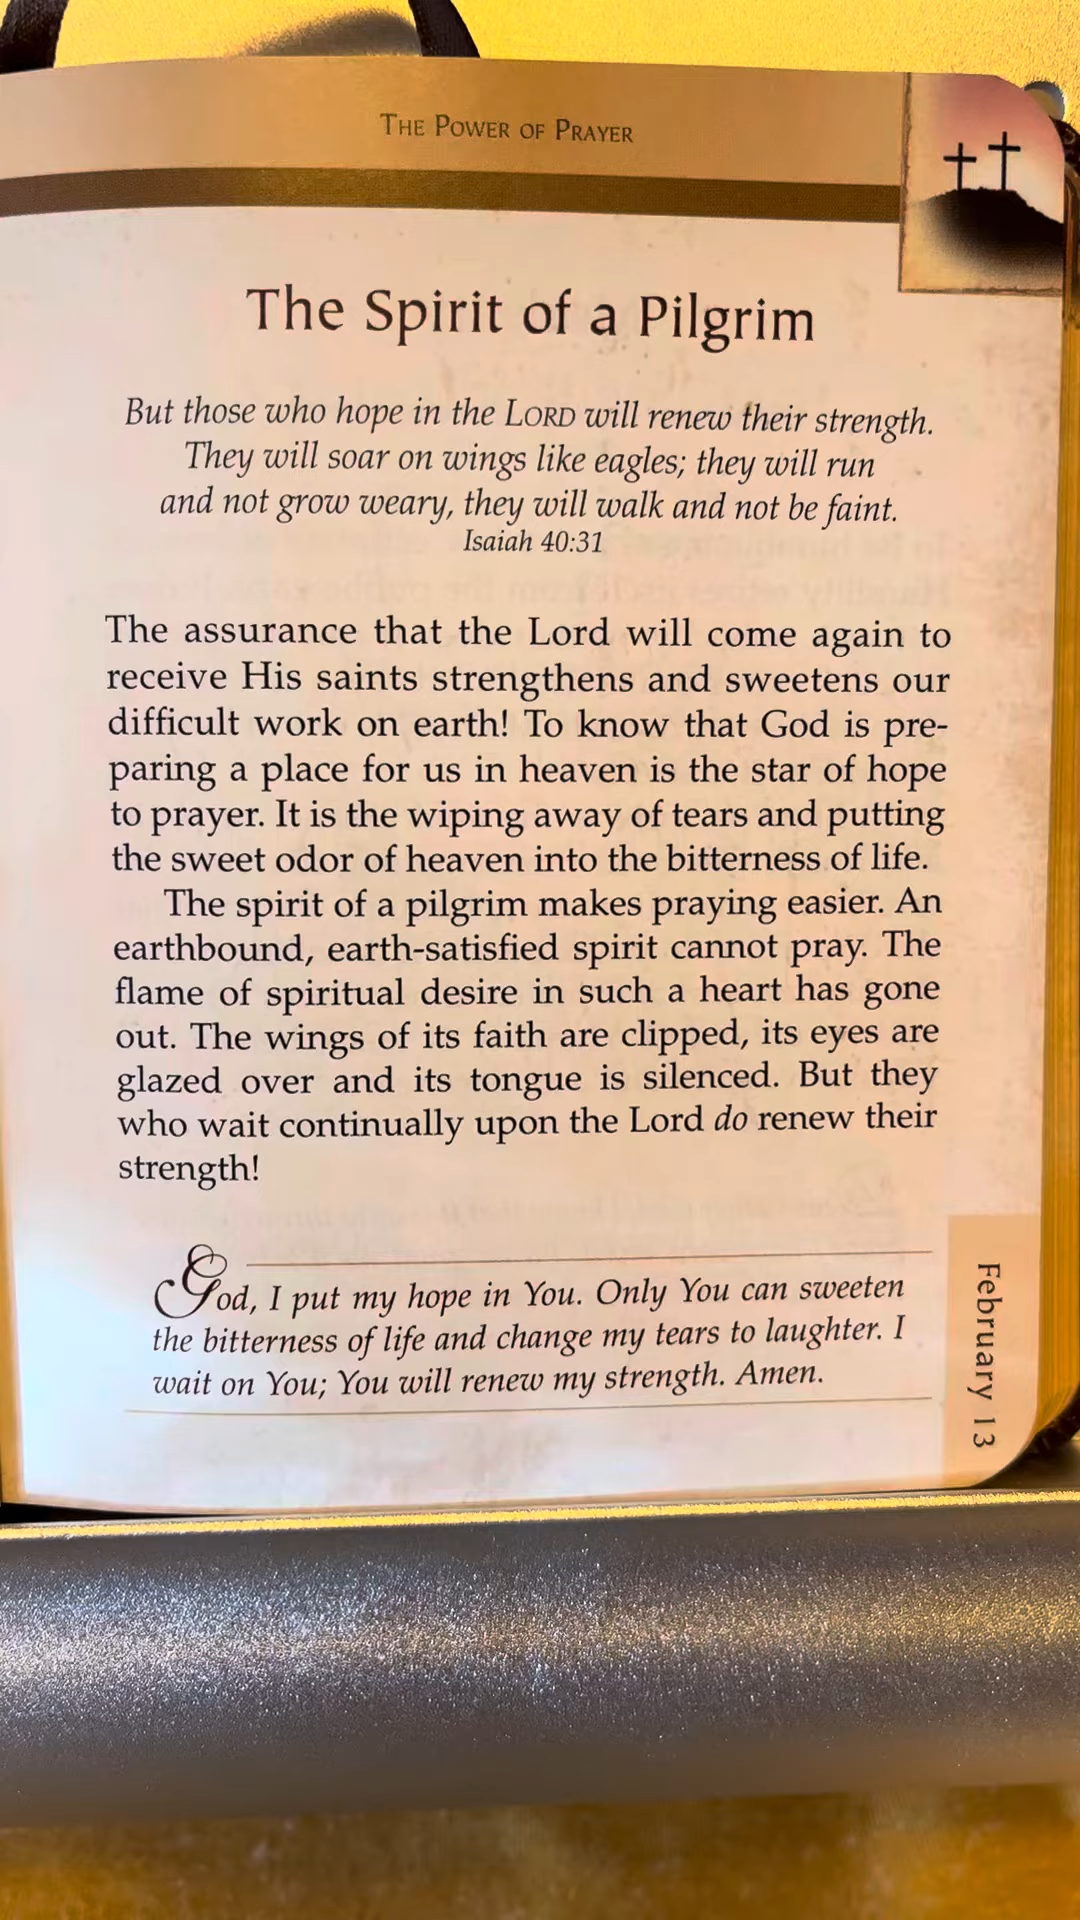 The Power of Prayer
The Spirit of a Pilgrim
But those who hope in the LORD will renew their strength.
They will soar on wings like eagles; they will run
and not grow weary, they will walk and not be faint.
Isaiah 40:31
The assurance that the Lord will come again to
receive His saints strengthens and sweetens our
difficult work on earth! To know that God is pre-
paring a place for us in heaven is the star of hope
to prayer. It is the wiping away of tears and putting
the sweet odor of heaven into the bitterness of life.
The spirit of a pilgrim makes praying easier. An
earthbound, earth-satisfied spirit cannot pray. The
flame of spiritual desire in such a heart has gone
out. The wings of its faith are clipped, its eyes are
glazed over and its tongue is silenced. But they
who wait continually upon the Lord do renew their
strength!
God, I put my hope in You. Only You can sweeten
the bitterness of life and change my tears to laughter. I
wait on You; You will renew my strength. Amen.
February 13